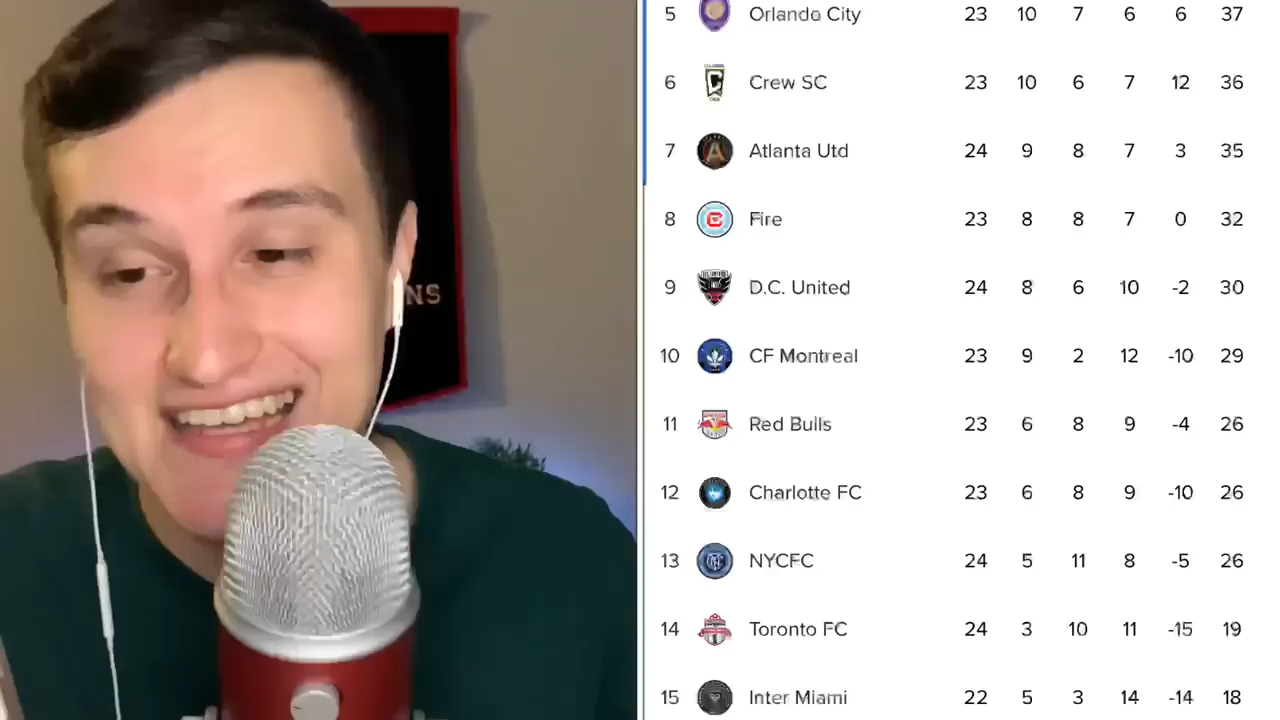 NS
5 Orlando City 23 10 7 6 6 37
6 Crew SC 23 10 6 7 12 36
7 Atlanta Utd 24 9 8 7 3 35
8 Fire 23 8 8 7 0 32
9 D.C. United 24 8 6 10 -2 30
10 CF Montreal 23 9 2 12 -10 29
11 Red Bulls 23 6 8 9 -4 26
12 Charlotte FC 23 6 8 9 -10 26
13 NYCFC 24 5 11 8 -5 26
14 Toronto FC 24 3 10 11 -15 19
15 Inter Miami 22 5 3 14 -14 18